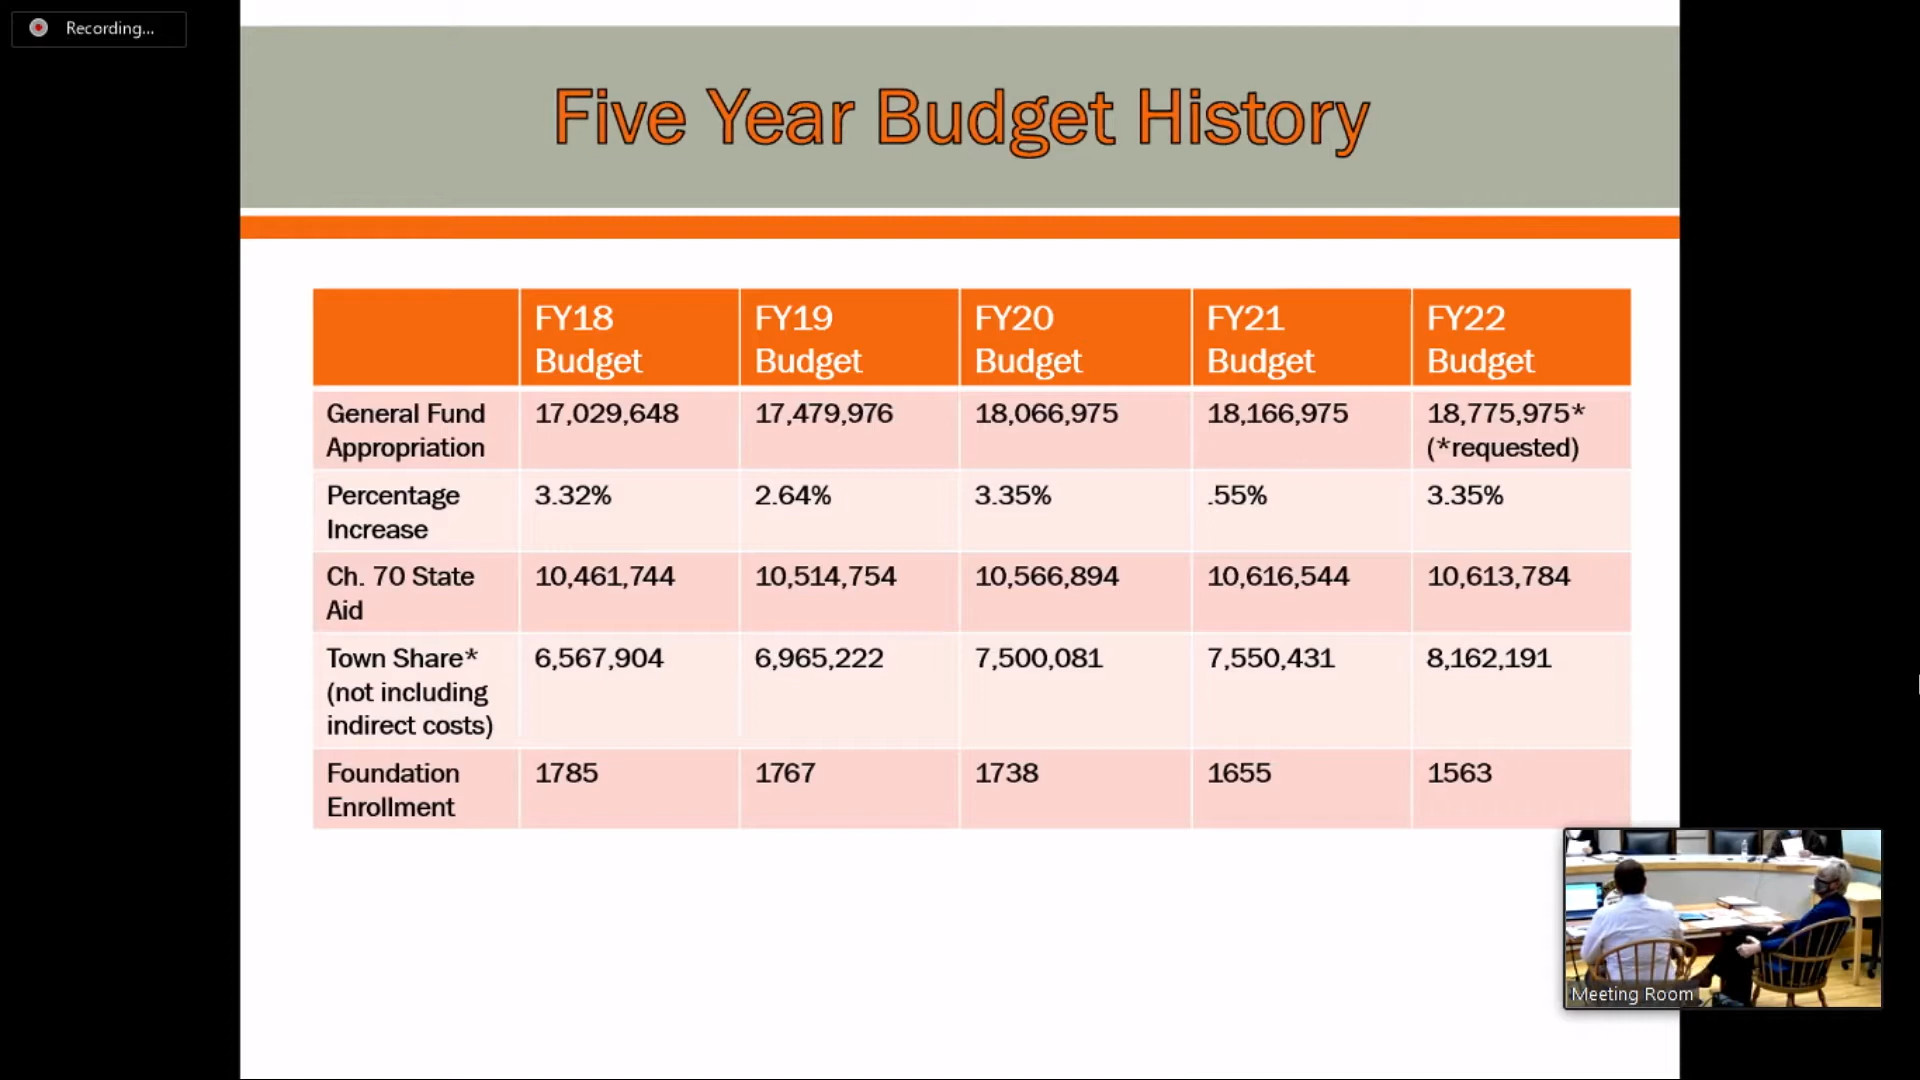 Recording...
Five Year Budget History
FY18 Budget FY19 Budget FY20 Budget FY21 Budget FY22 Budget
General Fund Appropriation 17,029,648 17,479,976 18,066,975 18,166,975 18,775,975* (*requested)
Percentage Increase 3.32% 2.64% 3.35% .55% 3.35%
Ch. 70 State Aid 10,461,744 10,514,754 10,566,894 10,616,544 10,613,784
Town Share* (not including indirect costs) 6,567,904 6,965,222 7,500,081 7,550,431 8,162,191
Foundation Enrollment 1785 1767 1738 1655 1563
Meeting Room